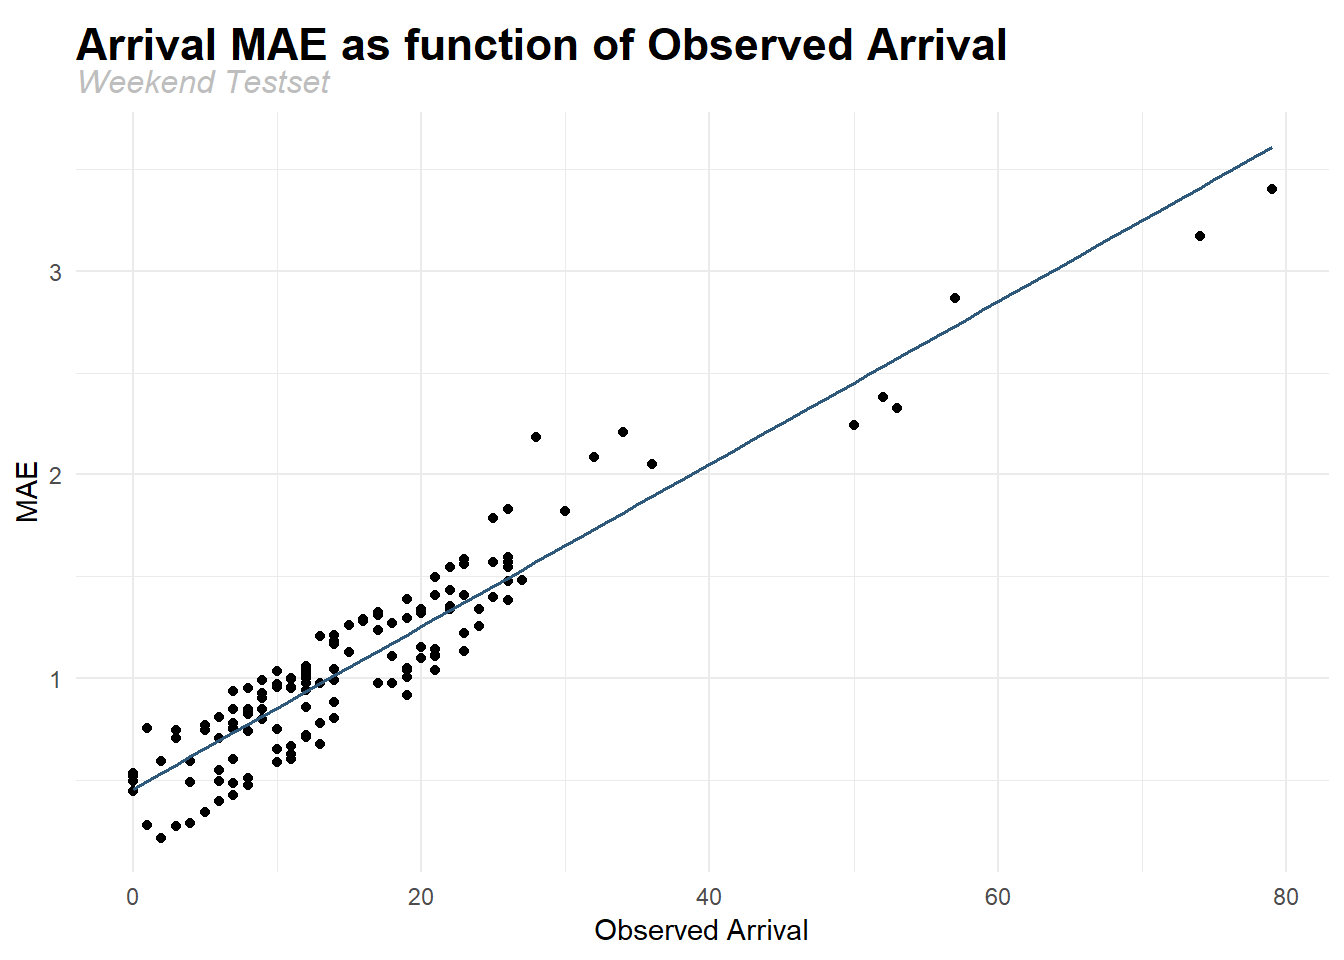 Arrival MAE as function of Observed Arrival
Weekend Testset
3
2
1
MAE
0 20 40 60 80
Observed Arrival